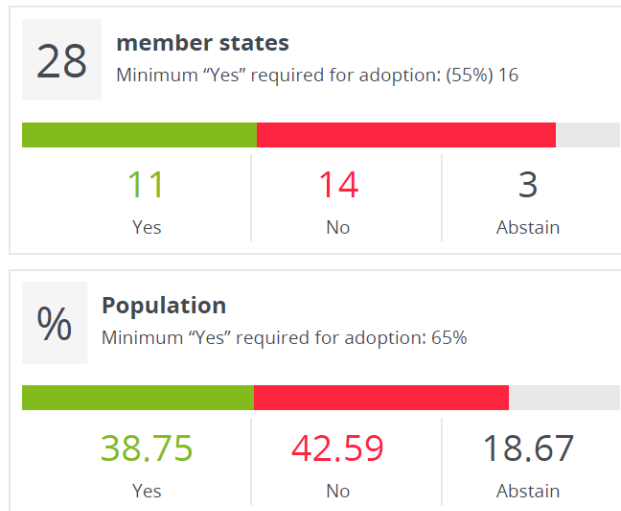 28
member states
Minimum “Yes” required for adoption: (55%) 16
11 14 3
Yes No Abstain
%
Population
Minimum “Yes” required for adoption: 65%
38.75 42.59 18.67
Yes No Abstain